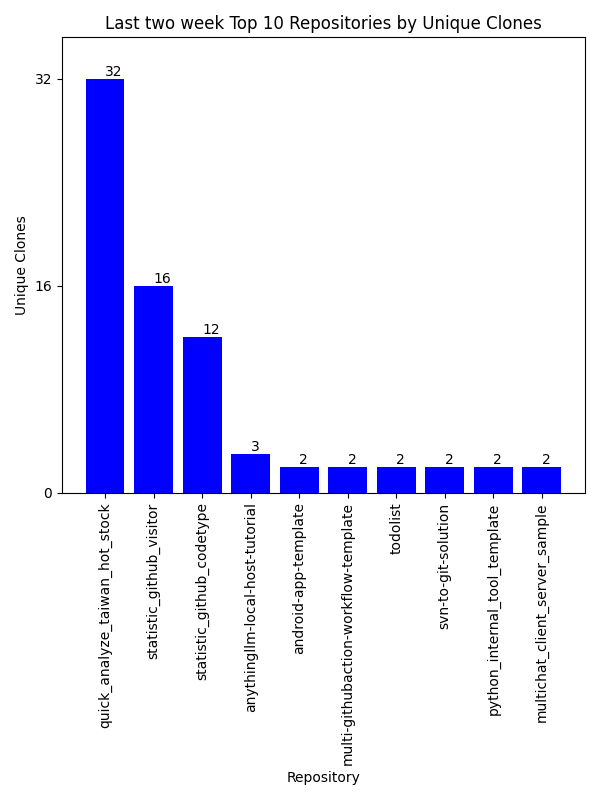 Last two week Top 10 Repositories by Unique Clones
32
16
12
3
2
2
2
2
2
2
32
16
0
Unique Clones
quick_analyze_taiwan_hot_stock
statistic_github_visitor
statistic_github_codetype
anythingllm-local-host-tutorial
android-app-template
multi-githubaction-workflow-template
todolist
svn-to-git-solution
python_internal_tool_template
multichat_client_server_sample
Repository